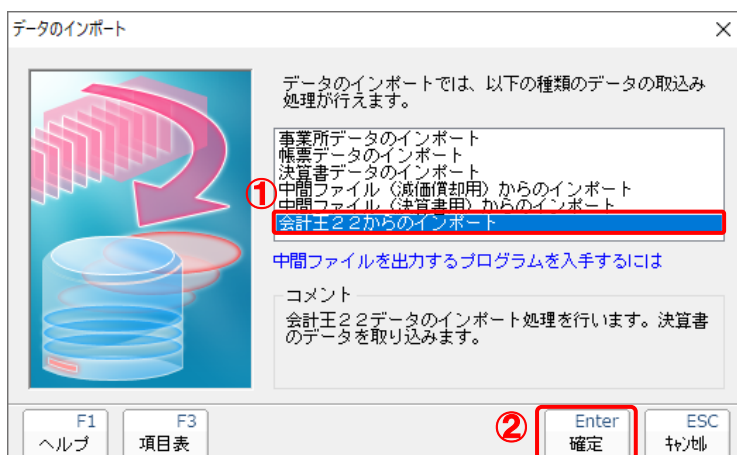 データのインポート
データのインポートでは、以下の種類のデータの取込み
処理が行えます。
事業所データのインポート
帳票データのインポート
決算書データのインポート
中間ファイル（減価償却用）からのインポート
①
中間ファイル（決算書用）からのインポート
会計王２２からのインポート
中間ファイルを出力するプログラムを入手するには
コメント
会計王２２データのインポート処理を行います。決算書
のデータを取り込みます。
F1
ヘルプ
F3
項目表
②
Enter
確定
ESC
ｷｬﾝｾﾙ